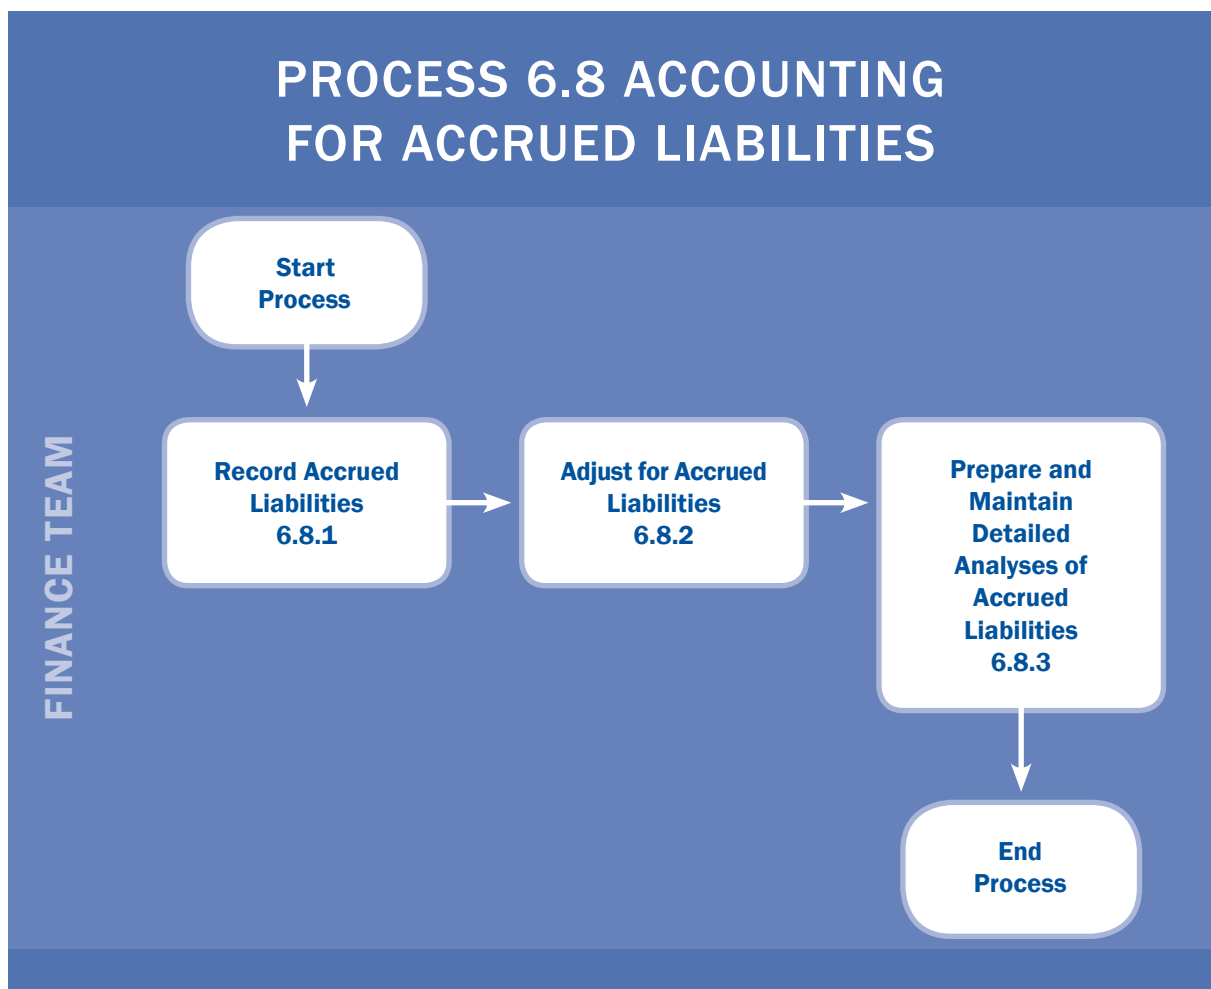 PROCESS 6.8 ACCOUNTING
FOR ACCRUED LIABILITIES
FINANCE TEAM
Start
Process
Record Accrued
Liabilities
6.8.1
Adjust for Accrued
Liabilities
6.8.2
Prepare and
Maintain
Detailed
Analyses of
Accrued
Liabilities
6.8.3
End
Process